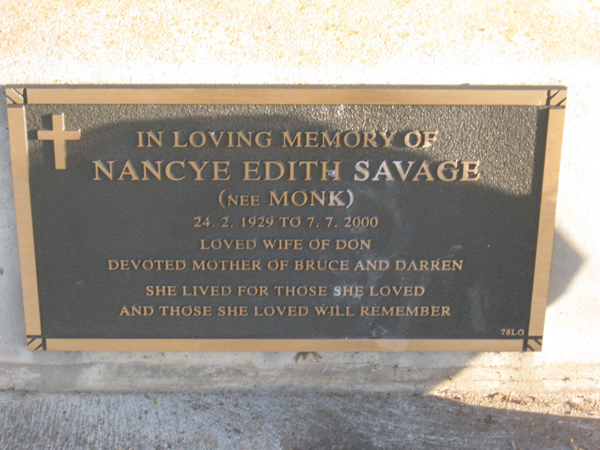 IN LOVING MEMORY OF
NANCYE EDITH SAVAGE
(NEE MONK)
24. 2. 1929 TO 7. 7. 2000
LOVED WIFE OF DON
DEVOTED MOTHER OF BRUCE AND DARREN
SHE LIVED FOR THOSE SHE LOVED
AND THOSE SHE LOVED WILL REMEMBER